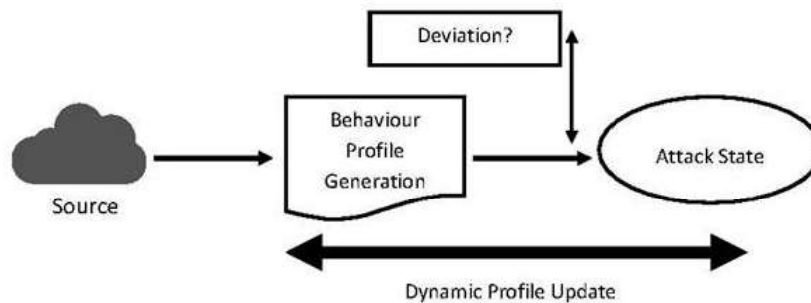 Deviation?
Behaviour
Profile
Generation
Attack State
Source
Dynamic Profile Update